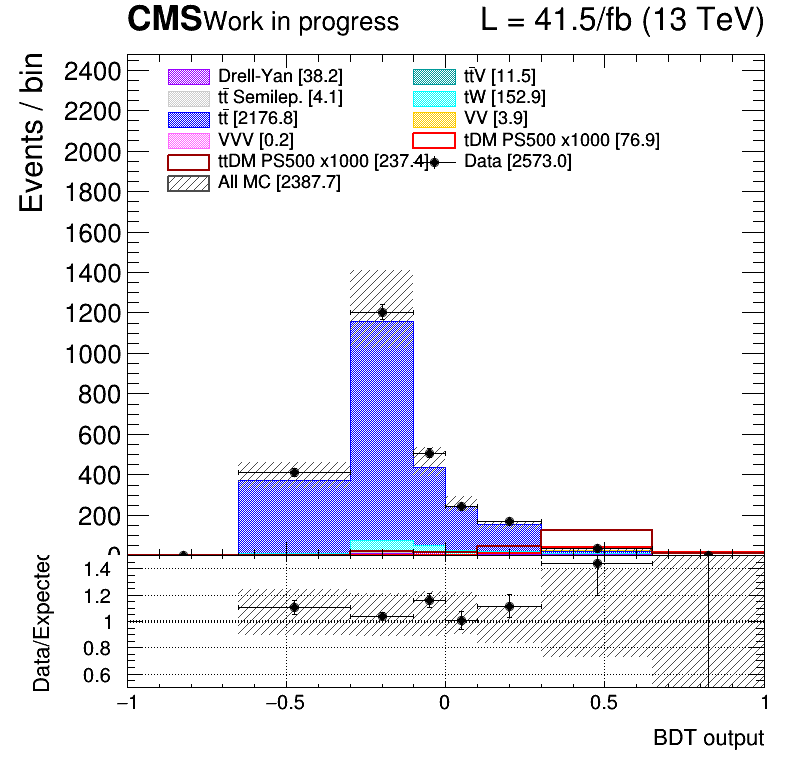 CMS Work in progress L = 41.5/fb (13 TeV)
Events / bin
2400
2200
2000
1800
1600
1400
1200
1000
800
600
400
200
0
Drell-Yan [38.2] tt̄V [11.5]
tt̄ Semilep. [4.1] tW [152.9]
tt̄ [2176.8] VV [3.9]
VVV [0.2] tDM PS500 x1000 [76.9]
ttDM PS500 x1000 [237.4] Data [2573.0]
All MC [2387.7]
Data/Expected
1.4
1.2
1
0.8
0.6
−1 −0.5 0 0.5 1
BDT output